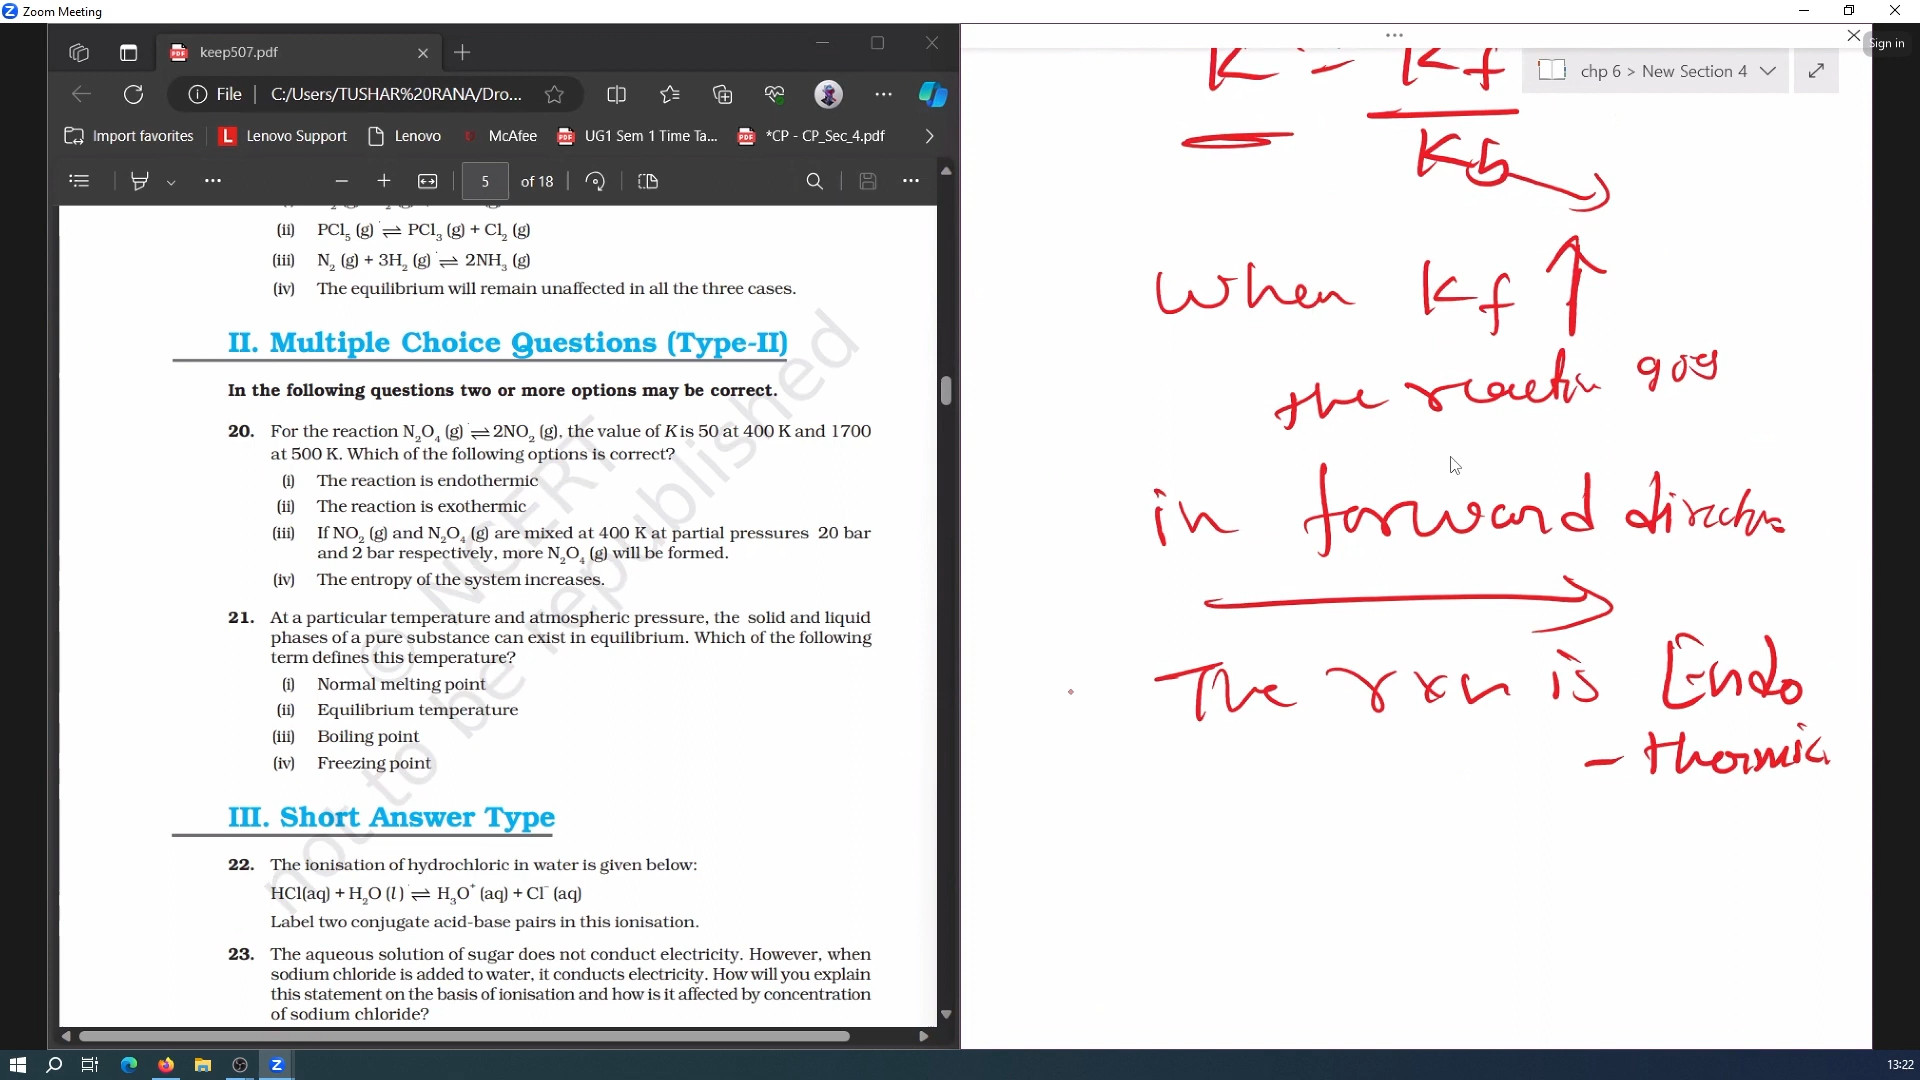 Zoom Meeting
keep507.pdf
File | C:/Users/TUSHAR%20RANA/Dro...
Import favorites
Lenovo Support
Lenovo
McAfee
UG1 Sem 1 Time Ta...
*CP - CP_Sec_4.pdf
5 of 18
(ii) PCl₅ (g) ⇌ PCl₃ (g) + Cl₂ (g)
(iii) N₂ (g) + 3H₂ (g) ⇌ 2NH₃ (g)
(iv) The equilibrium will remain unaffected in all the three cases.
II. Multiple Choice Questions (Type-II)
In the following questions two or more options may be correct.
20. For the reaction N₂O₄ (g) ⇌ 2NO₂ (g), the value of K is 50 at 400 K and 1700
at 500 K. Which of the following options is correct?
(i) The reaction is endothermic
(ii) The reaction is exothermic
(iii) If NO₂ (g) and N₂O₄ (g) are mixed at 400 K at partial pressures 20 bar
and 2 bar respectively, more N₂O₄ (g) will be formed.
(iv) The entropy of the system increases.
21. At a particular temperature and atmospheric pressure, the solid and liquid
phases of a pure substance can exist in equilibrium. Which of the following
term defines this temperature?
(i) Normal melting point
(ii) Equilibrium temperature
(iii) Boiling point
(iv) Freezing point
III. Short Answer Type
22. The ionisation of hydrochloric in water is given below:
HCl(aq) + H₂O (l) ⇌ H₃O⁺ (aq) + Cl⁻ (aq)
Label two conjugate acid-base pairs in this ionisation.
23. The aqueous solution of sugar does not conduct electricity. However, when
sodium chloride is added to water, it conducts electricity. How will you explain
this statement on the basis of ionisation and how is it affected by concentration
of sodium chloride?
© NCERT
not to be republished
Sign in
chp 6 > New Section 4
K = Kf
Kb
When Kf ↑
the reaction goes
in forward direction
The rxn is Endo
- thermic
13:22